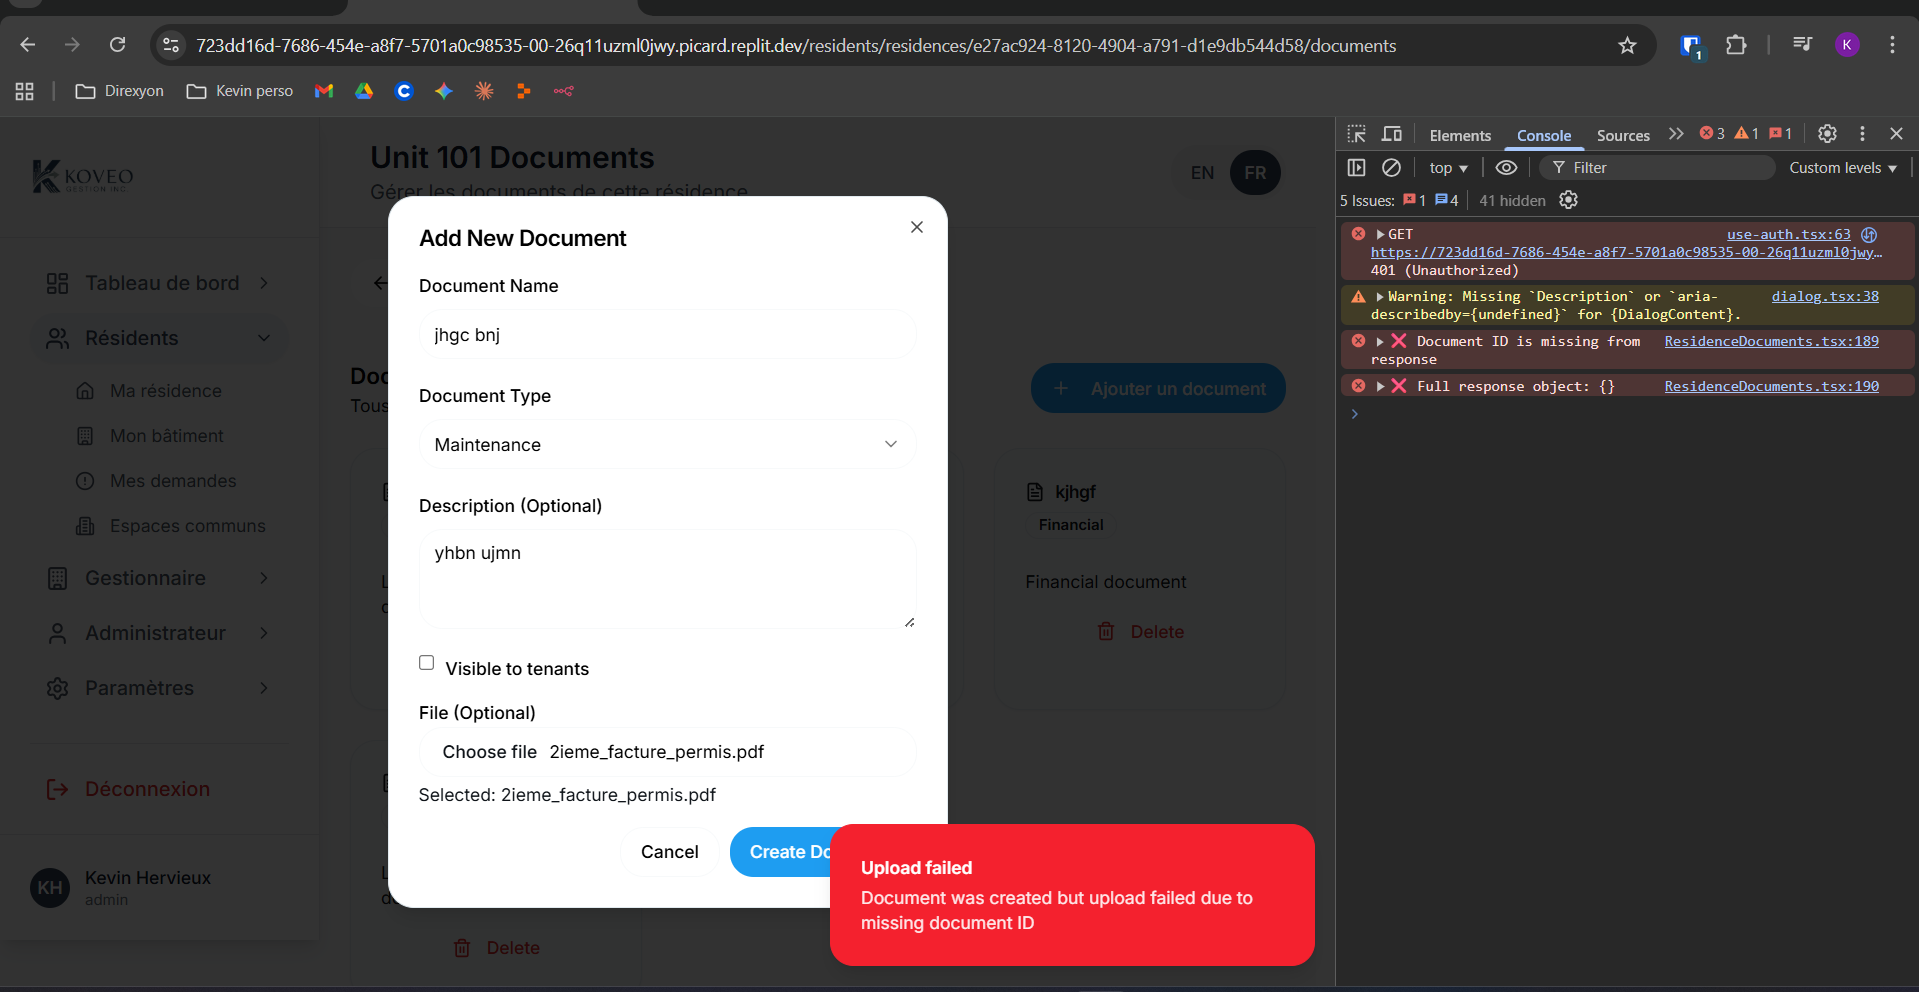 723dd16d-7686-454e-a8f7-5701a0c98535-00-26q11uzml0jwy.picard.replit.dev/residents/residences/e27ac924-8120-4904-a791-d1e9db544d58/documents
1
K
Direxyon
Kevin perso
KOVEO
GESTION INC.
Tableau de bord
Résidents
Ma résidence
Mon bâtiment
Mes demandes
Espaces communs
Gestionnaire
Administrateur
Paramètres
Déconnexion
KH
Kevin Hervieux
admin
Unit 101 Documents
Gérer les documents de cette résidence
EN
FR
Doc
Tous
Ajouter un document
kjhgf
Financial
Financial document
Delete
Delete
Add New Document
Document Name
jhgc bnj
Document Type
Maintenance
Description (Optional)
yhbn ujmn
Visible to tenants
File (Optional)
Choose file 2ieme_facture_permis.pdf
Selected: 2ieme_facture_permis.pdf
Cancel
Create Do
Upload failed
Document was created but upload failed due to
missing document ID
Elements
Console
Sources
3
1
1
top
Filter
Custom levels
5 Issues: 1 4
41 hidden
GET use-auth.tsx:63
https://723dd16d-7686-454e-a8f7-5701a0c98535-00-26q11uzml0jwy…
401 (Unauthorized)
Warning: Missing `Description` or `aria- dialog.tsx:38
describedby={undefined}` for {DialogContent}.
❌ Document ID is missing from ResidenceDocuments.tsx:189
response
❌ Full response object: {} ResidenceDocuments.tsx:190